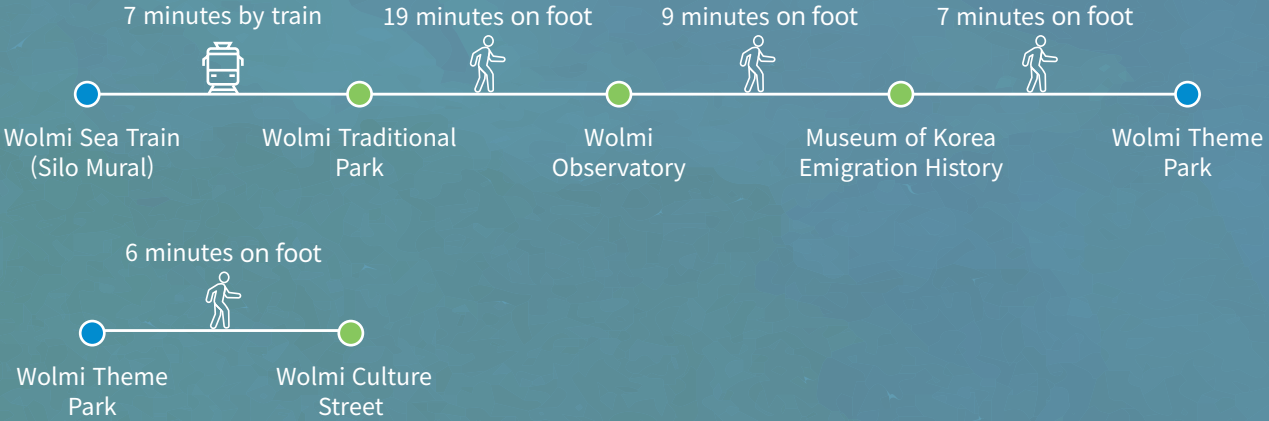 7 minutes by train
19 minutes on foot
9 minutes on foot
7 minutes on foot
Wolmi Sea Train
(Silo Mural)
Wolmi Traditional
Park
Wolmi
Observatory
Museum of Korea
Emigration History
Wolmi Theme
Park
6 minutes on foot
Wolmi Theme
Park
Wolmi Culture
Street